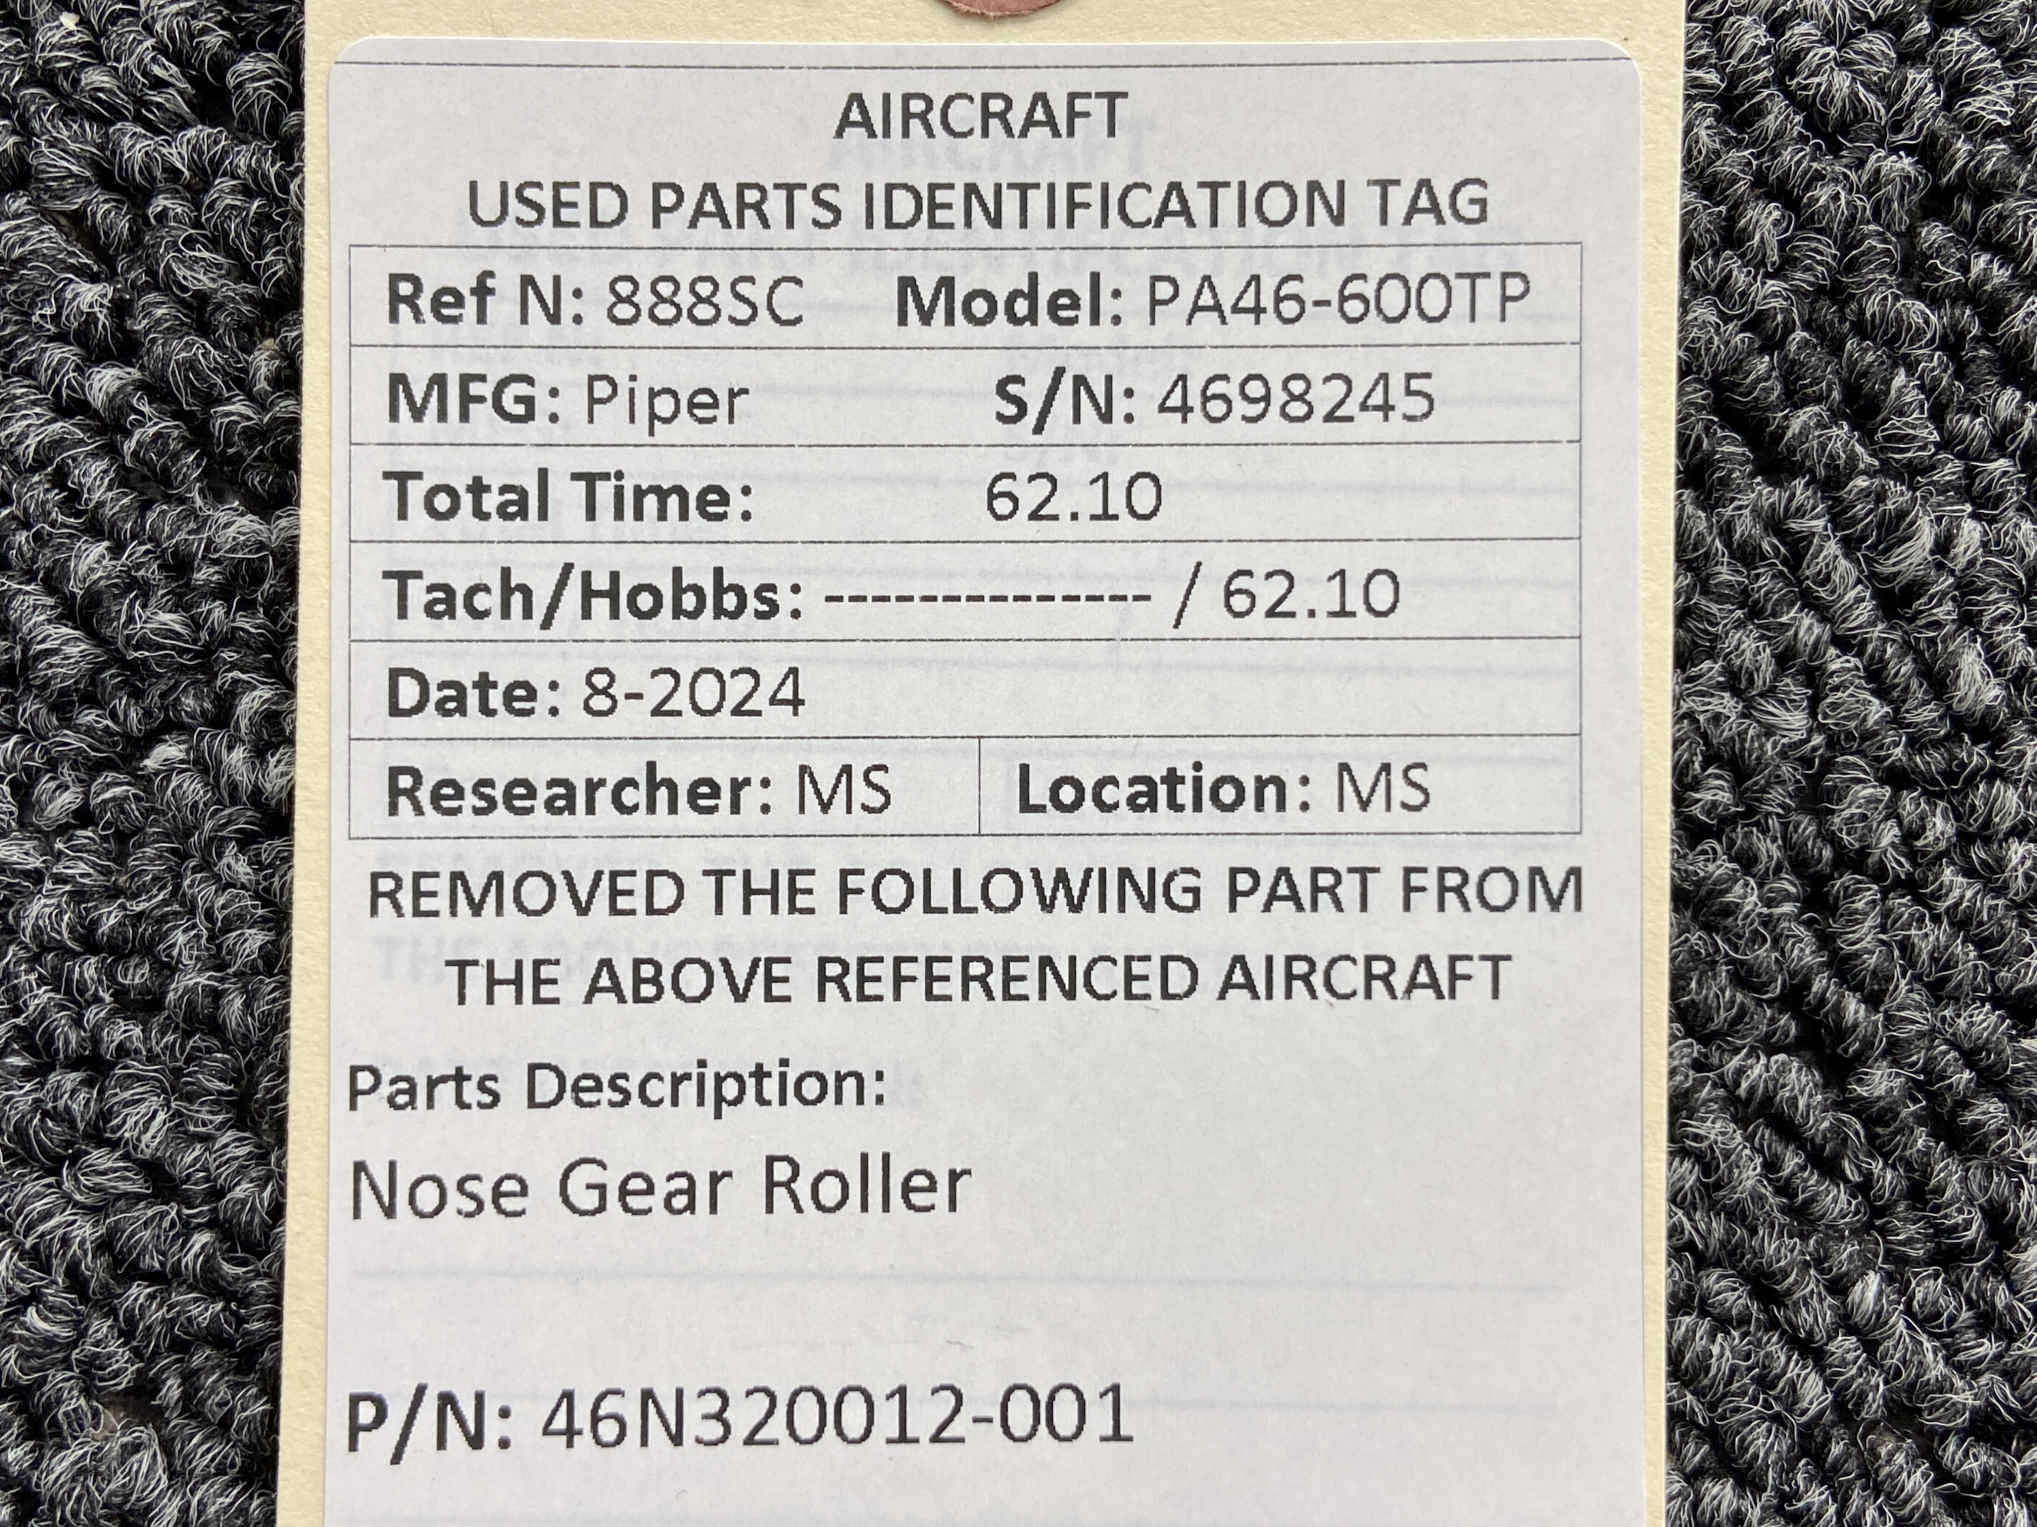 AIRCRAFT
USED PARTS IDENTIFICATION TAG
Ref N: 888SC Model: PA46-600TP
MFG: Piper S/N: 4698245
Total Time: 62.10
Tach/Hobbs: -------------- / 62.10
Date: 8-2024
Researcher: MS Location: MS
REMOVED THE FOLLOWING PART FROM
THE ABOVE REFERENCED AIRCRAFT
Parts Description:
Nose Gear Roller
P/N: 46N320012-001